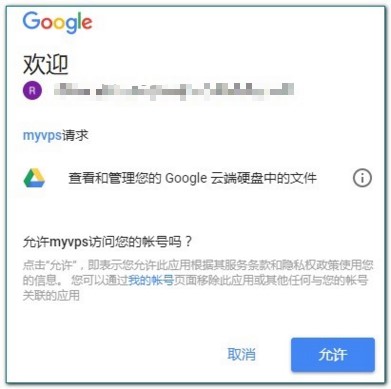 Google
欢迎
R
myvps请求
查看和管理您的 Google 云端硬盘中的文件
允许myvps访问您的帐号吗？
点击“允许”，即表示您允许此应用根据其服务条款和隐私权政策使用您
的信息。 您可以通过我的帐号页面移除此应用或其他任何与您的帐号
关联的应用
取消 允许